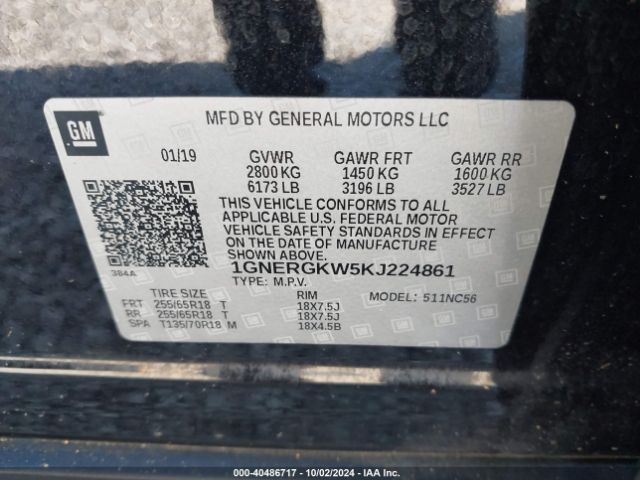 GM
MFD BY GENERAL MOTORS LLC
01/19 GVWR GAWR FRT GAWR RR
2800 KG 1450 KG 1600 KG
6173 LB 3196 LB 3527 LB
THIS VEHICLE CONFORMS TO ALL
APPLICABLE U.S. FEDERAL MOTOR
VEHICLE SAFETY STANDARDS IN
EFFECT ON THE DATE OF MANUFACTURE
SHOWN ABOVE.
384A 1GNERGKW5KJ224861
TYPE: M.P.V. MODEL: 511NC56
TIRE SIZE RIM
FRT 255/65R18 T 18X7.5J
RR 255/65R18 T 18X7.5J
SPA T135/70R18 M 18X4.5B
000-40486717 - 10/02/2024 - IAA Inc.